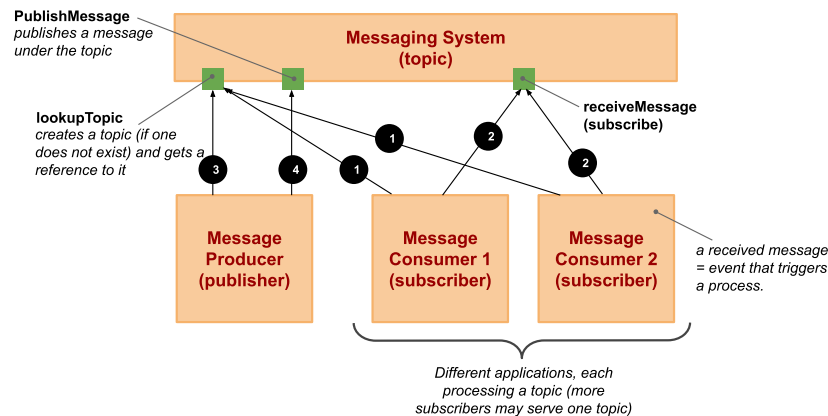 PublishMessage
publishes a message
under the topic
Messaging System
(topic)
lookupTopic
creates a topic (if one
does not exist) and gets a
reference to it
receiveMessage
(subscribe)
1
2
1
2
3
4
Message
Producer
(publisher)
Message
Consumer 1
(subscriber)
Message
Consumer 2
(subscriber)
a received message
= event that triggers
a process.
Different applications, each
processing a topic (more
subscribers may serve one topic)